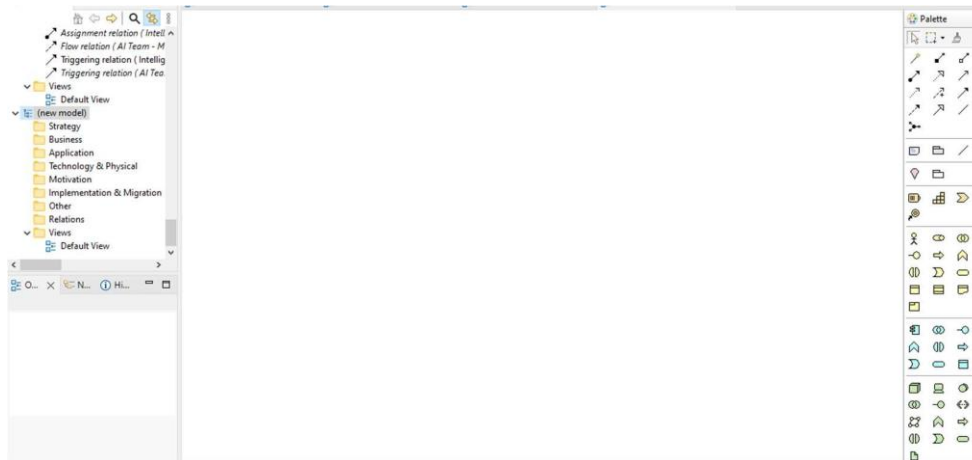 Assignment relation ( Intell
Flow relation ( AI Team - M
Triggering relation ( Intellig
Triggering relation ( AI Tea
Views
Default View
(new model)
Strategy
Business
Application
Technology & Physical
Motivation
Implementation & Migration
Other
Relations
Views
Default View
O...
N...
Hi...
Palette